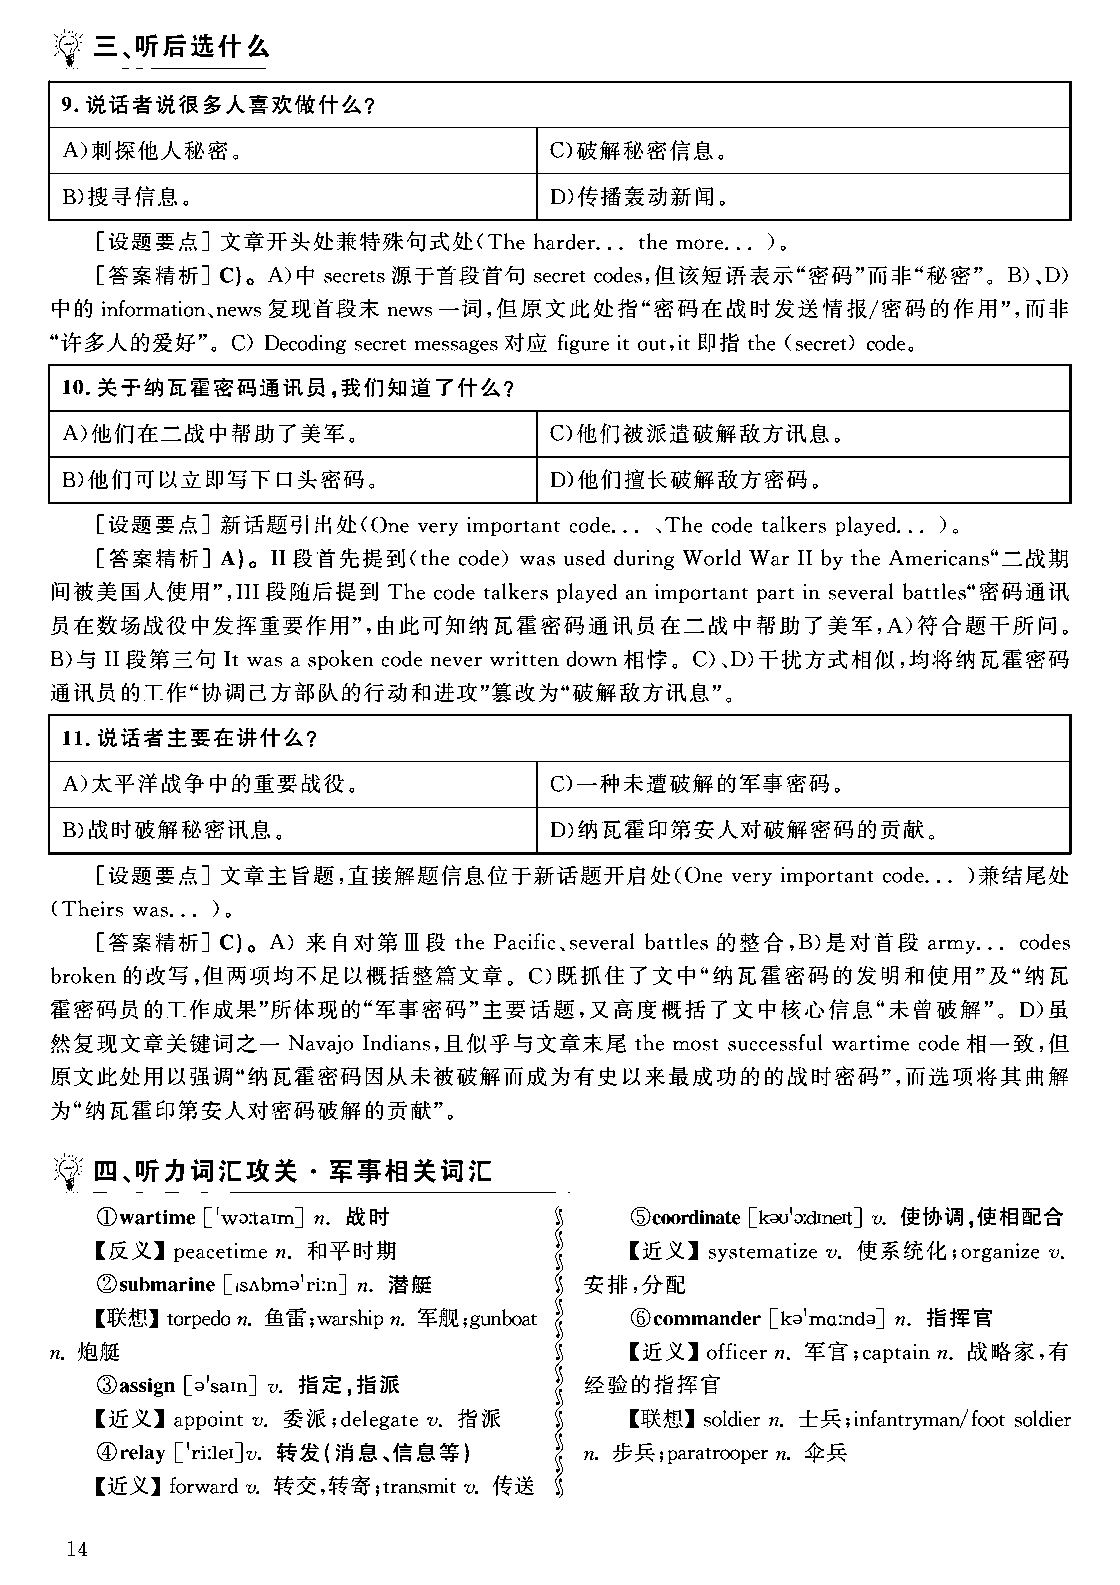 三、听后选什么
9. 说话者说很多人喜欢做什么?
A)刺探他人秘密。 C)破解秘密信息。
B)搜寻信息。 D)传播轰动新闻。
[设题要点] 文章开头处兼特殊句式处(The harder... the more... )。
[答案精析] C)。A)中 secrets 源于首段首句 secret codes,但该短语表示“密码”而非“秘密”。B)、D)
中的 information、news 复现首段末 news 一词,但原文此处指“密码在战时发送情报/密码的作用”,而非
“许多人的爱好”。C) Decoding secret messages 对应 figure it out,it 即指 the (secret) code。
10. 关于纳瓦霍密码通讯员,我们知道了什么?
A)他们在二战中帮助了美军。 C)他们被派遣破解敌方讯息。
B)他们可以立即写下口头密码。 D)他们擅长破解敌方密码。
[设题要点] 新话题引出处(One very important code... 、The code talkers played... )。
[答案精析] A)。II 段首先提到(the code) was used during World War II by the Americans“二战期
间被美国人使用”,III 段随后提到 The code talkers played an important part in several battles“密码通讯
员在数场战役中发挥重要作用”,由此可知纳瓦霍密码通讯员在二战中帮助了美军,A)符合题干所问。
B)与 II 段第三句 It was a spoken code never written down 相悖。C)、D)干扰方式相似,均将纳瓦霍密码
通讯员的工作“协调己方部队的行动和进攻”篡改为“破解敌方讯息”。
11. 说话者主要在讲什么?
A)太平洋战争中的重要战役。 C)一种未遭破解的军事密码。
B)战时破解秘密讯息。 D)纳瓦霍印第安人对破解密码的贡献。
[设题要点] 文章主旨题,直接解题信息位于新话题开启处(One very important code... )兼结尾处
(Theirs was... )。
[答案精析] C)。A) 来自对第Ⅲ段 the Pacific、several battles 的整合,B)是对首段 army... codes
broken 的改写,但两项均不足以概括整篇文章。C)既抓住了文中“纳瓦霍密码的发明和使用”及“纳瓦
霍密码员的工作成果”所体现的“军事密码”主要话题,又高度概括了文中核心信息“未曾破解”。D)虽
然复现文章关键词之一 Navajo Indians,且似乎与文章末尾 the most successful wartime code 相一致,但
原文此处用以强调“纳瓦霍密码因从未被破解而成为有史以来最成功的的战时密码”,而选项将其曲解
为“纳瓦霍印第安人对密码破解的贡献”。
四、听力词汇攻关·军事相关词汇
①wartime [ˈwɔːtaɪm] n. 战时
【反义】peacetime n. 和平时期
②submarine [ˌsʌbməˈriːn] n. 潜艇
【联想】torpedo n. 鱼雷;warship n. 军舰;gunboat
n. 炮艇
③assign [əˈsaɪn] v. 指定,指派
【近义】appoint v. 委派;delegate v. 指派
④relay [ˈriːleɪ]v. 转发(消息、信息等)
【近义】forward v. 转交,转寄;transmit v. 传送
⑤coordinate [kəʊˈɔːdɪneɪt] v. 使协调,使相配合
【近义】systematize v. 使系统化;organize v.
安排,分配
⑥commander [kəˈmɑːndə] n. 指挥官
【近义】officer n. 军官;captain n. 战略家,有
经验的指挥官
【联想】soldier n. 士兵;infantryman/foot soldier
n. 步兵;paratrooper n. 伞兵
14